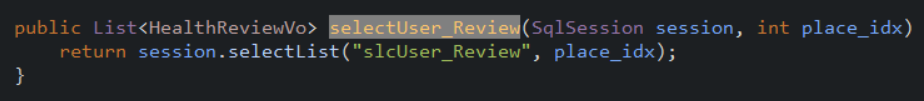 public List<HealthReviewVo> selectUser_Review(SqlSession session, int place_idx)
return session.selectList("slcUser_Review", place_idx);
}